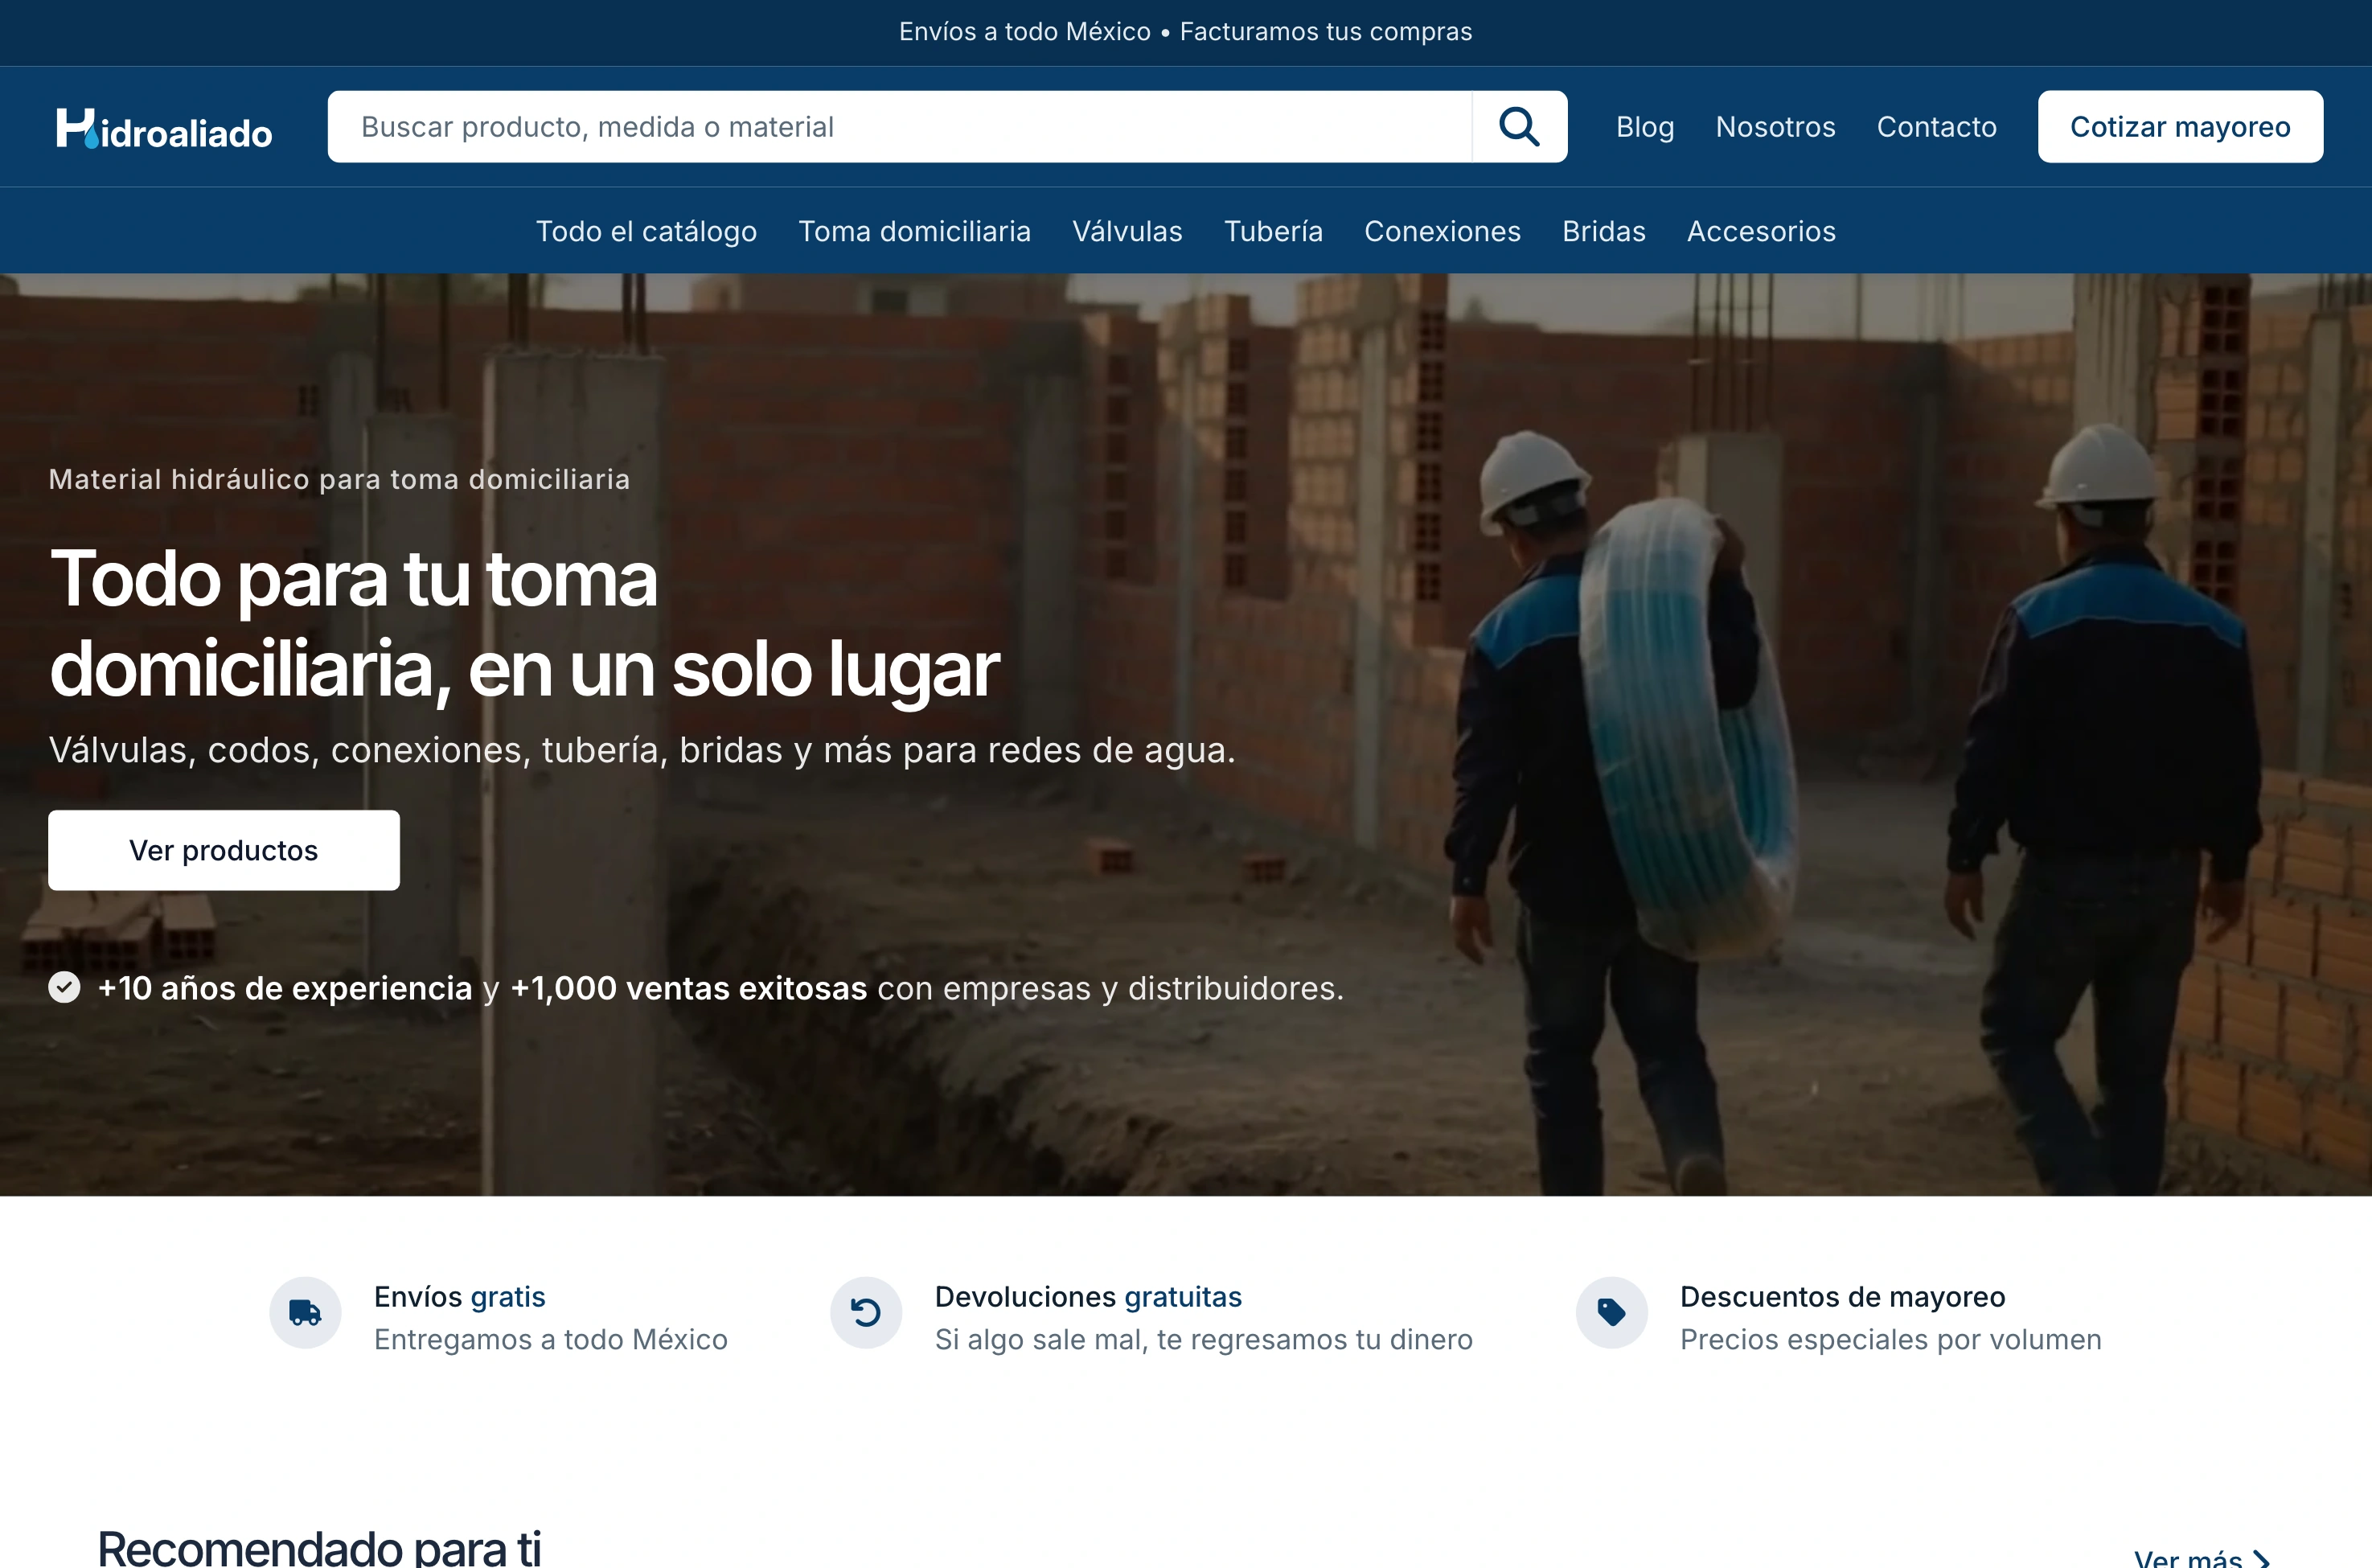 Envíos a todo México • Facturamos tus compras
Hidroaliado
Buscar producto, medida o material
Blog
Nosotros
Contacto
Cotizar mayoreo
Todo el catálogo
Toma domiciliaria
Válvulas
Tubería
Conexiones
Bridas
Accesorios
Material hidráulico para toma domiciliaria
Todo para tu toma
domiciliaria, en un solo lugar
Válvulas, codos, conexiones, tubería, bridas y más para redes de agua.
Ver productos
+10 años de experiencia y +1,000 ventas exitosas con empresas y distribuidores.
Envíos gratis
Entregamos a todo México
Devoluciones gratuitas
Si algo sale mal, te regresamos tu dinero
Descuentos de mayoreo
Precios especiales por volumen
Recomendado para ti
Ver más